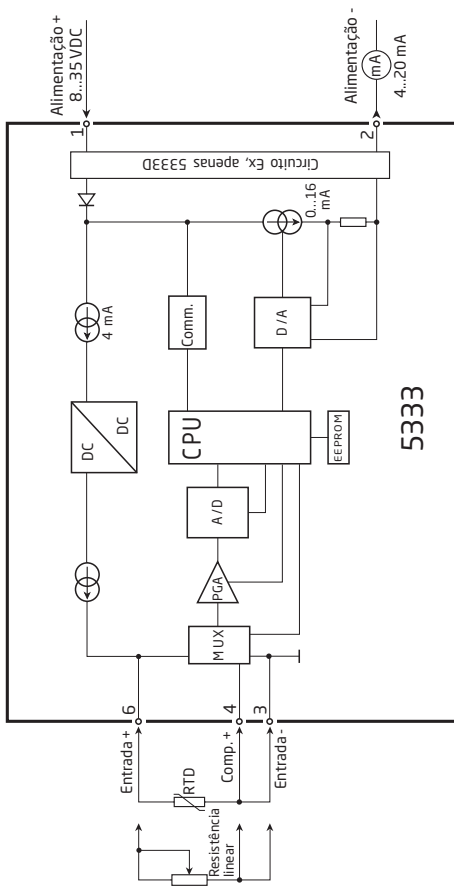 Alimentação +
8...35 VDC
Alimentação -
mA
4...20 mA
1
2
Circuito Ex, apenas 5333D
0...16
mA
4 mA
Comm.
D/A
DC
DC
CPU
EEPROM
A/D
PGA
MUX
5333
6
4
3
Entrada +
Comp.+
Entrada -
RTD
Resistência
linear